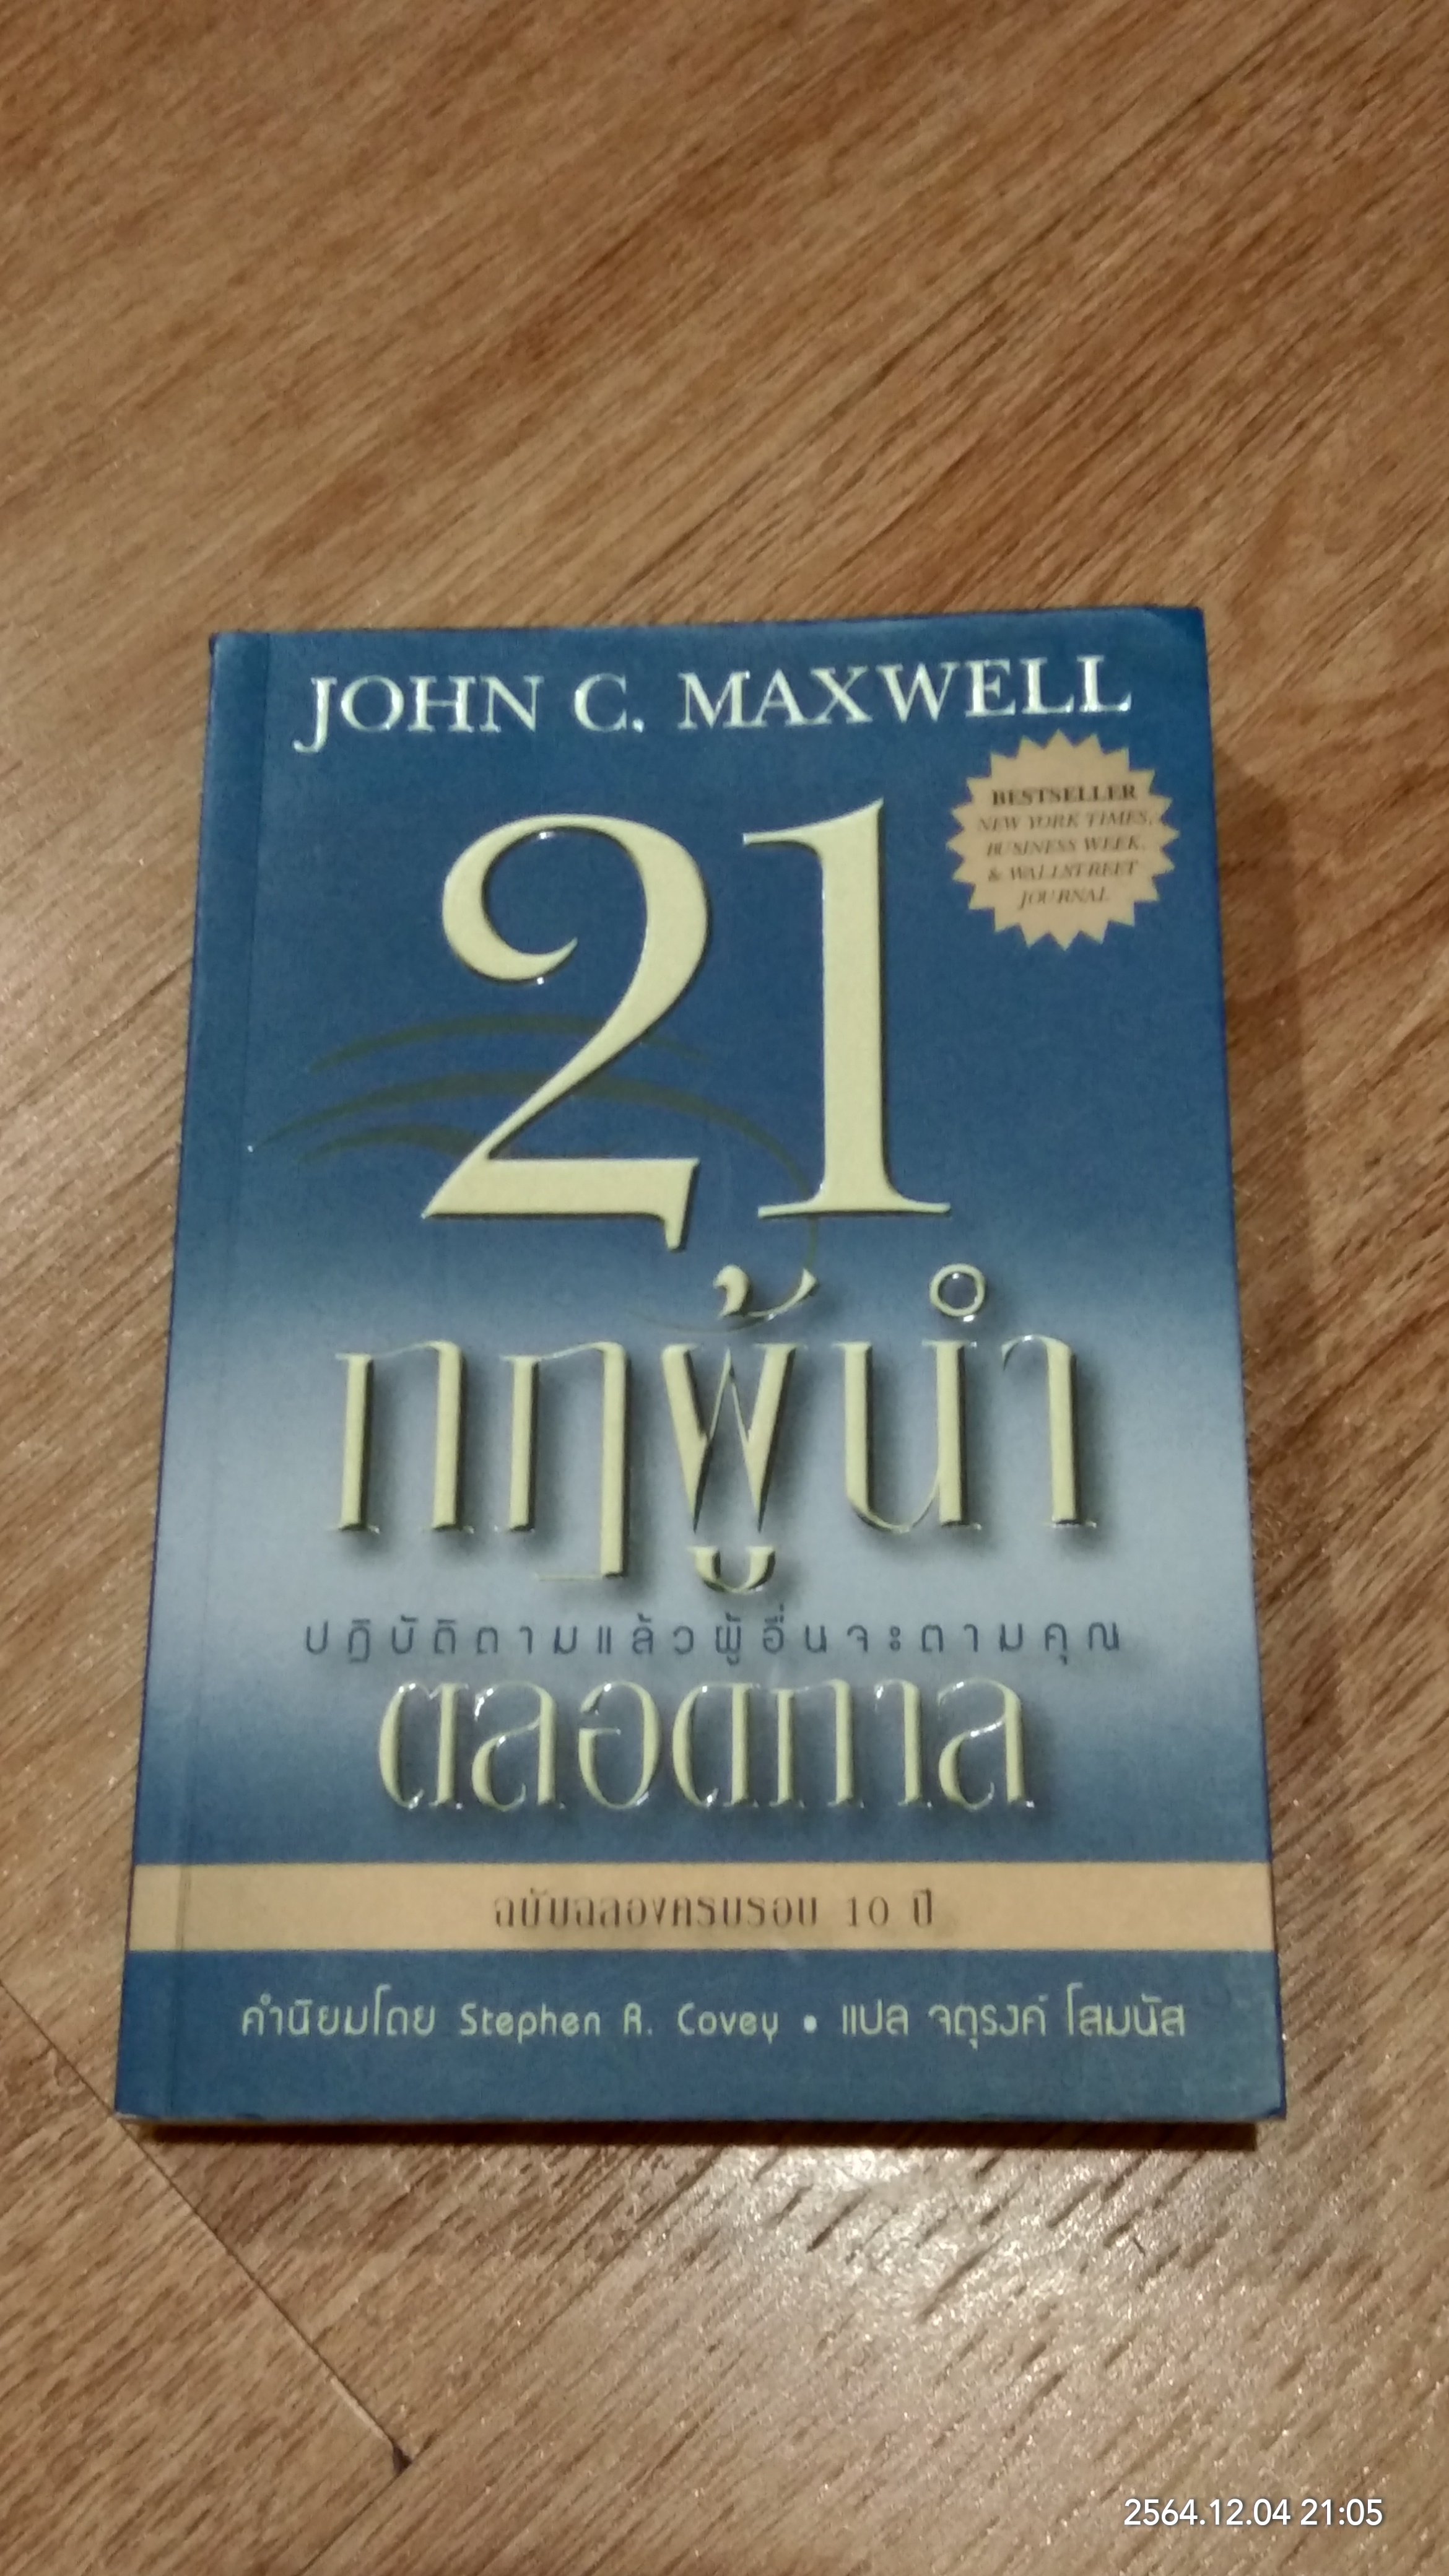 JOHN C. MAXWELL
BESTSELLER
NEW YORK TIMES,
BUSINESS WEEK,
& WALLSTREET
JOURNAL
21
กฎผู้นำ
ปฏิบัติตามแล้วผู้อื่นจะตามคุณ
ตลอดกาล
ฉบับฉลองครบรอบ 10 ปี
คำนิยมโดย Stephen R. Covey • แปล จตุรงค์ โสมนัส
2564.12.04 21:05